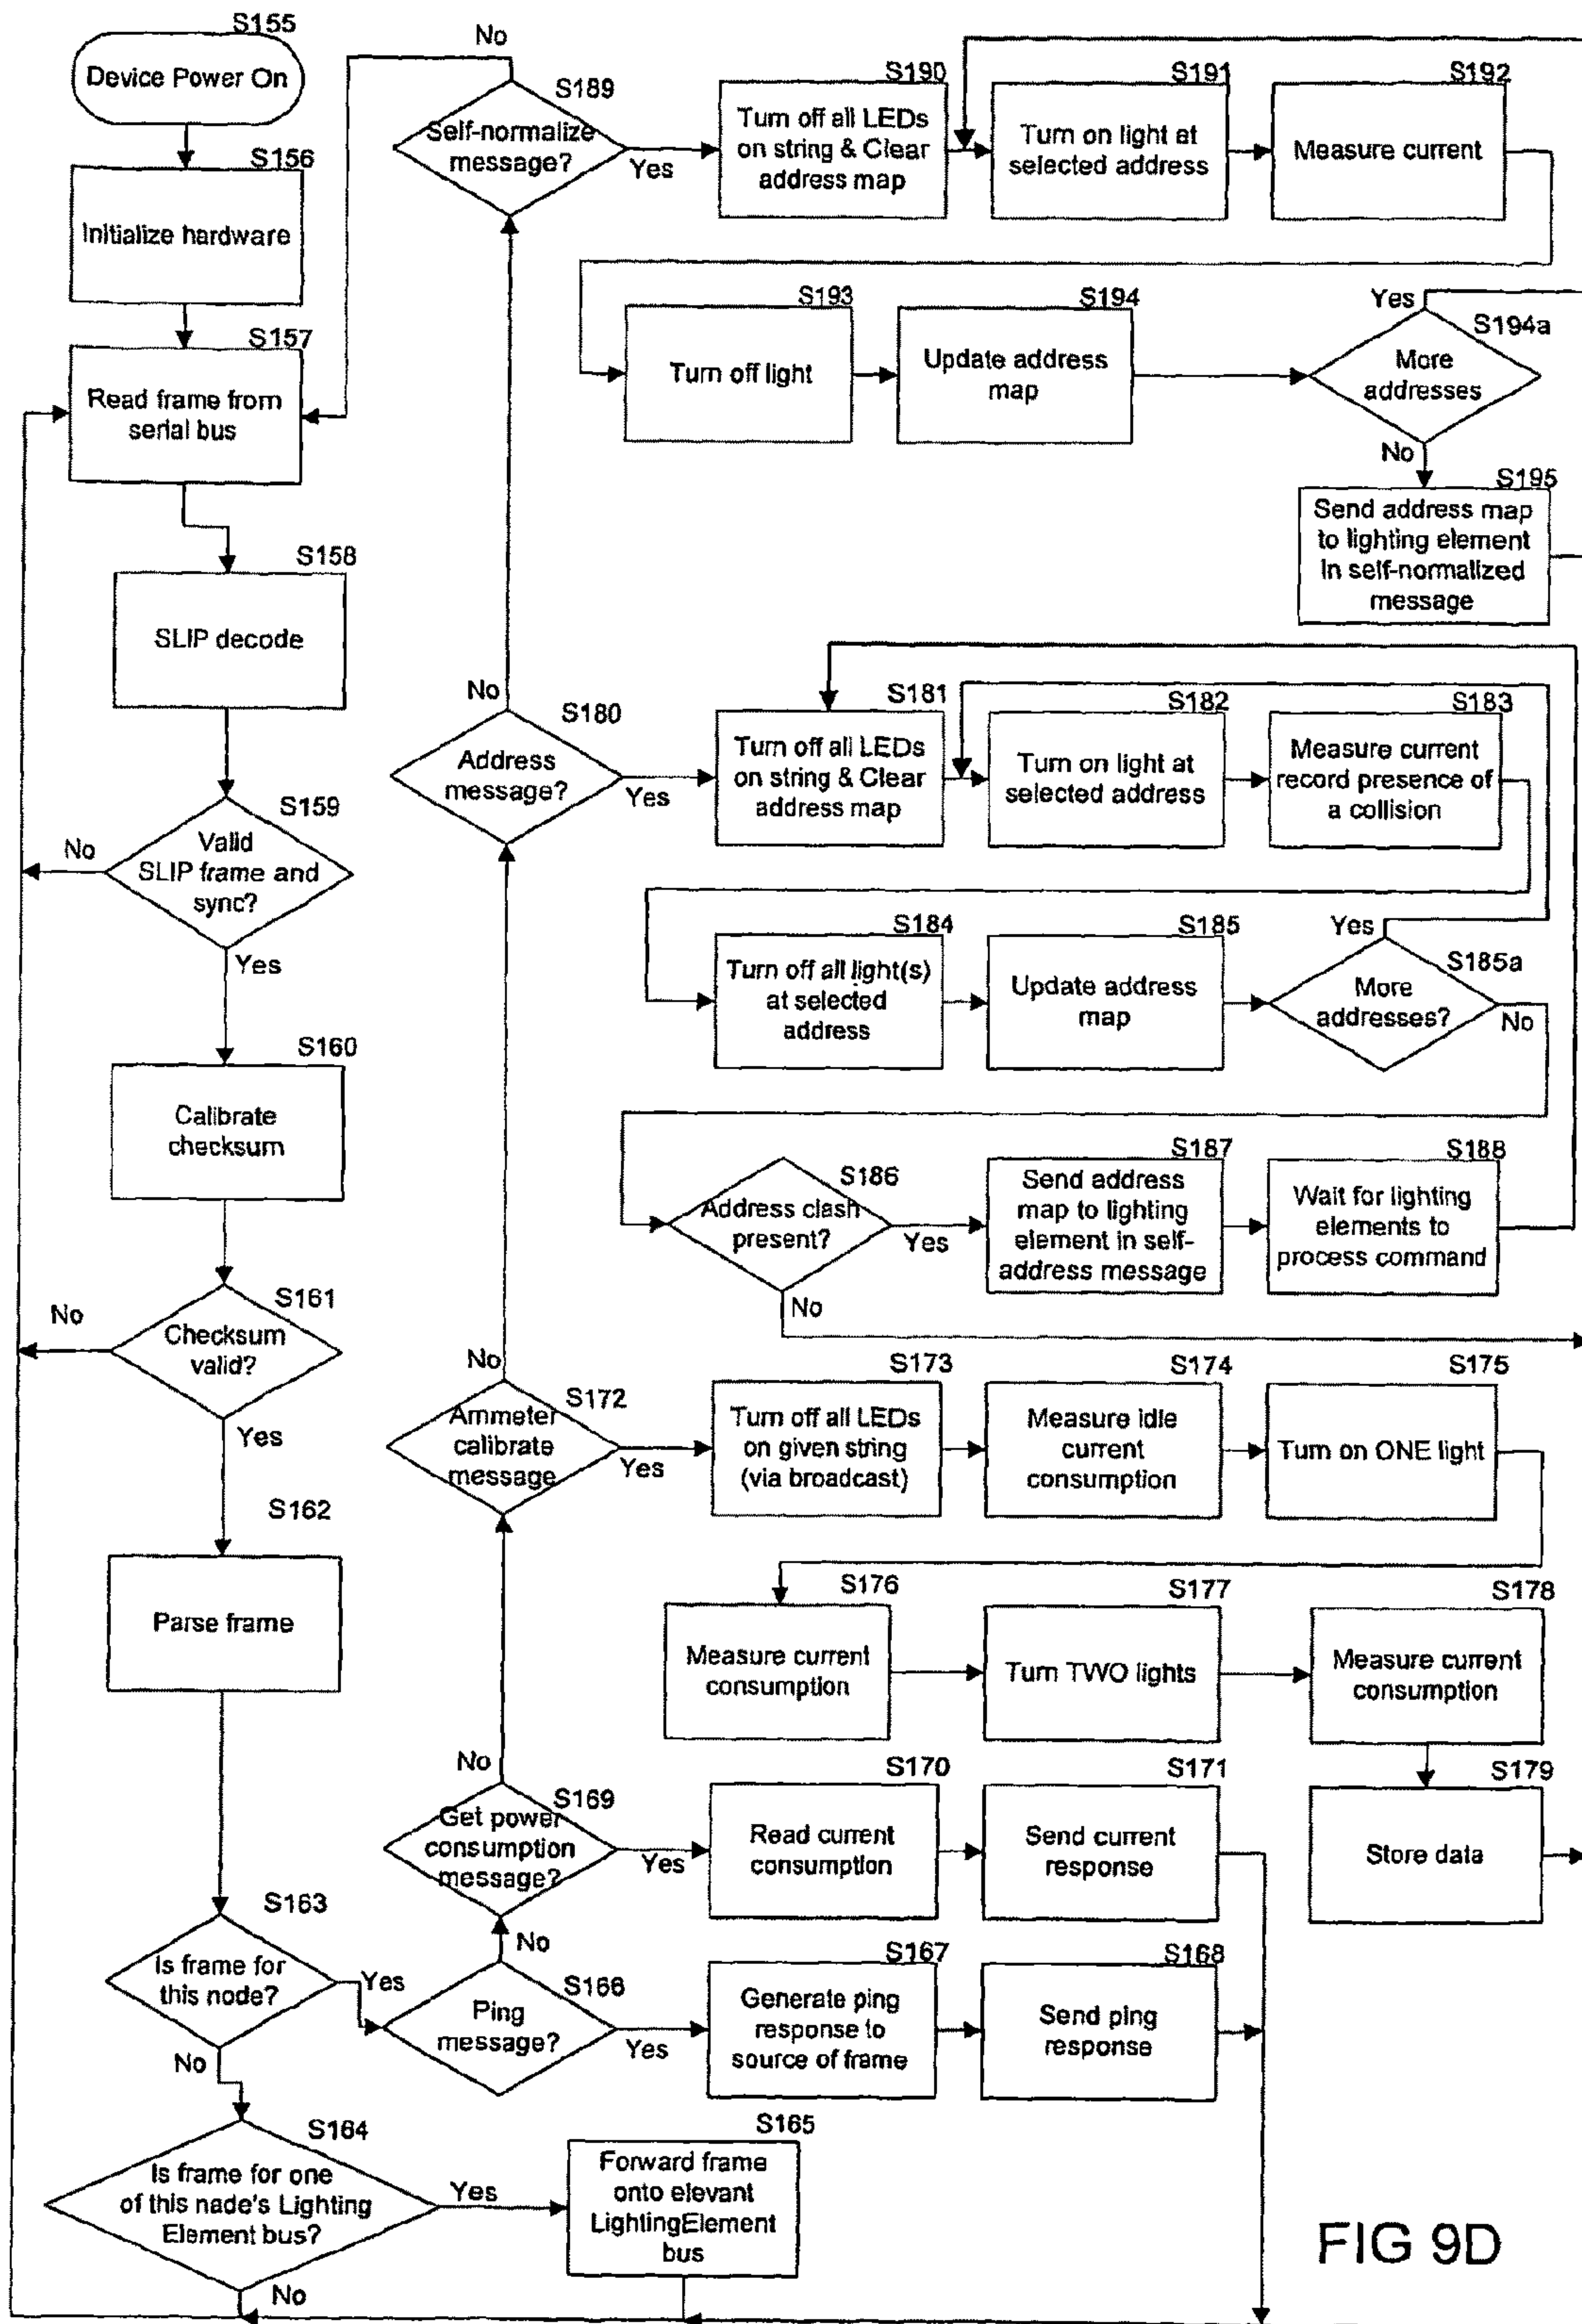 S155
Device Power On
S156
Initialize hardware
S157
Read frame from
serial bus
S158
SLIP decode
S159
Valid
SLIP frame and
sync?
No
Yes
S160
Calibrate
checksum
S161
Checksum
valid?
No
Yes
S162
Parse frame
S163
Is frame for
this node?
Yes
No
S164
Is frame for one
of this nade's Lighting
Element bus?
Yes
No
S165
Forward frame
onto elevant
LightingElement
bus
S166
Ping
message?
Yes
No
S167
Generate ping
response to
source of frame
S168
Send ping
response
S169
Get power
consumption
message?
Yes
No
S170
Read current
consumption
S171
Send current
response
S172
Ammeter
calibrate
message
Yes
No
S173
Turn off all LEDs
on given string
(via broadcast)
S174
Measure idle
current
consumption
S175
Turn on ONE light
S176
Measure current
consumption
S177
Turn TWO lights
S178
Measure current
consumption
S179
Store data
S180
Address
message?
Yes
No
S181
Turn off all LEDs
on string & Clear
address map
S182
Turn on light at
selected address
S183
Measure current
record presence of
a collision
S184
Turn off all light(s)
at selected
address
S185
Update address
map
S185a
More
addresses?
Yes
No
S186
Address clash
present?
Yes
No
S187
Send address
map to lighting
element in self-
address message
S188
Wait for lighting
elements to
process command
S189
Self-normalize
message?
No
Yes
S190
Turn off all LEDs
on string & Clear
address map
S191
Turn on light at
selected address
S192
Measure current
S193
Turn off light
S194
Update address
map
S194a
More
addresses
Yes
No
S195
Send address map
to lighting element
in self-normalized
message
FIG 9D